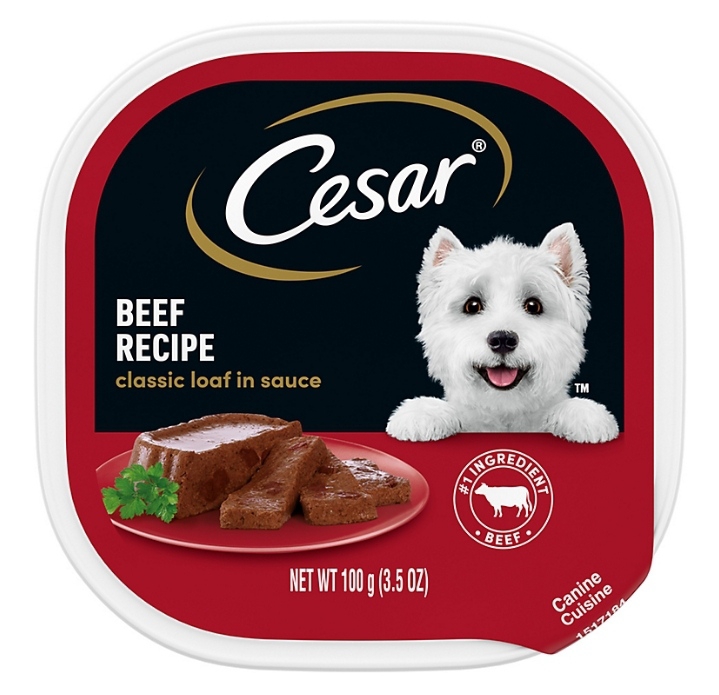 Cesar®
BEEF
RECIPE
classic loaf in sauce
TM
#1 INGREDIENT
• BEEF •
NET WT 100 g (3.5 OZ)
Canine
Cuisine